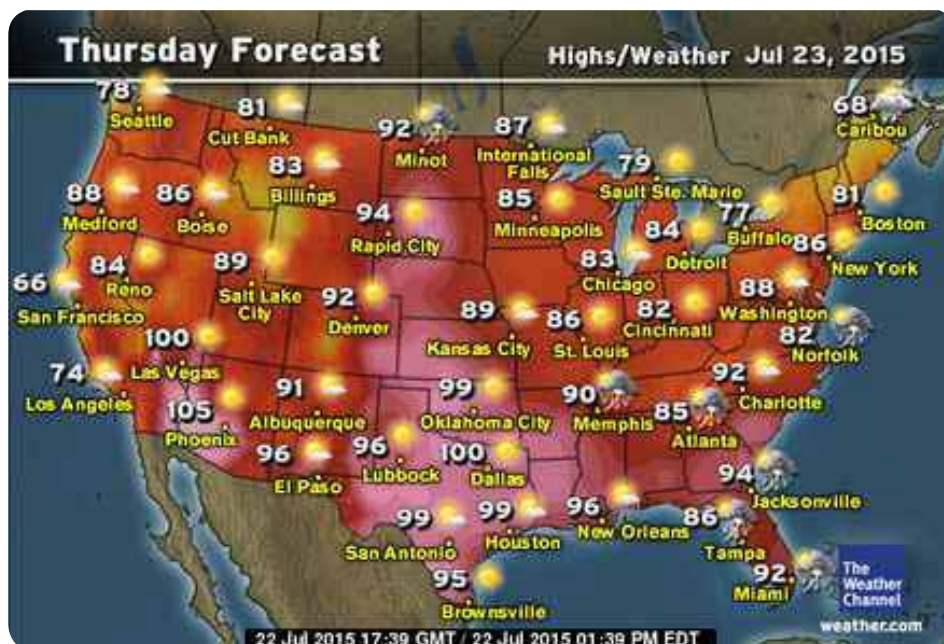 Thursday Forecast
Highs/Weather Jul 23, 2015
78
Seattle
81
Cut Bank
92
Minot
87
International
Falls
79
Sault Ste. Marie
68
Caribou
88
Medford
86
Boise
83
Billings
94
Rapid City
85
Minneapolis
84
Detroit
77
Buffalo
81
Boston
86
New York
66
San Francisco
84
Reno
89
Salt Lake
City
92
Denver
89
Kansas City
83
Chicago
86
St. Louis
82
Cincinnati
88
Washington
82
Norfolk
74
Los Angeles
100
Las Vegas
105
Phoenix
91
Albuquerque
99
Oklahoma City
90
Memphis
85
Atlanta
92
Charlotte
96
El Paso
96
Lubbock
100
Dallas
94
Jacksonville
99
San Antonio
99
Houston
96
New Orleans
86
Tampa
95
Brownsville
92
Miami
The
Weather
Channel
weather.com
22 Jul 2015 17:39 GMT / 22 Jul 2015 01:39 PM EDT